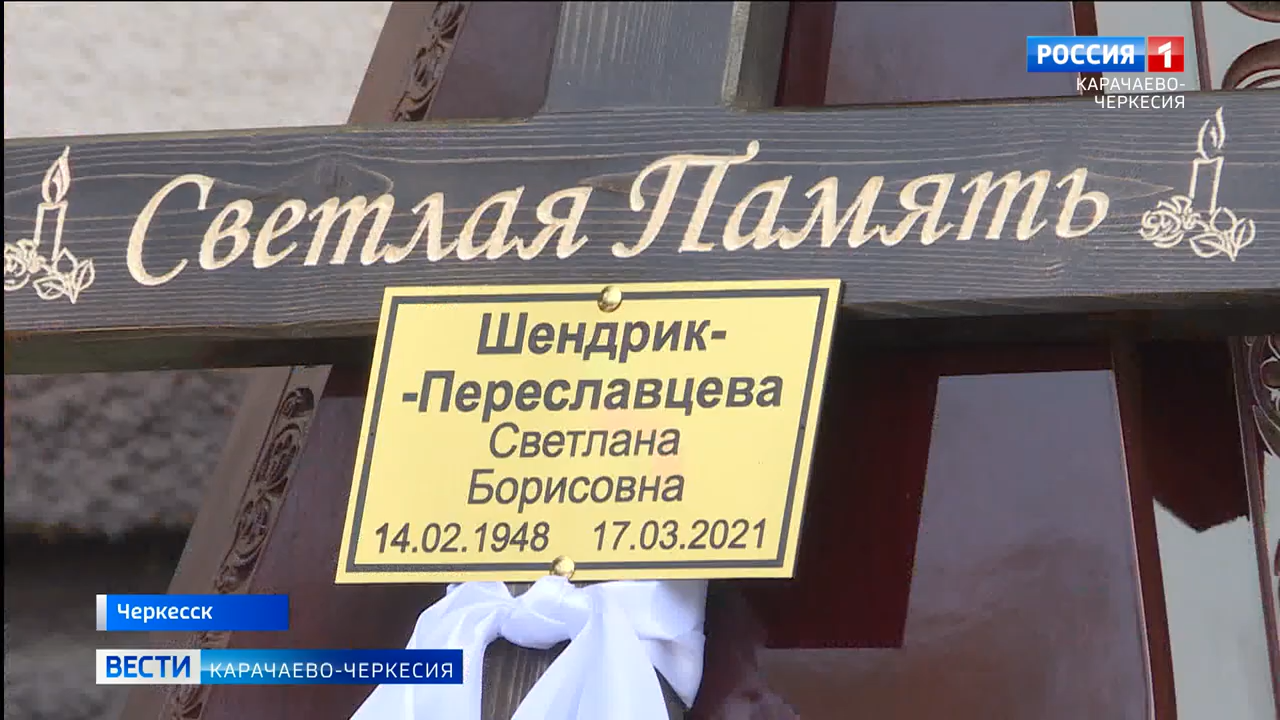 РОССИЯ 1
КАРАЧАЕВО-
ЧЕРКЕСИЯ
Светлая Память
Шендрик-
-Переславцева
Светлана
Борисовна
14.02.1948 17.03.2021
Черкесск
ВЕСТИ КАРАЧАЕВО-ЧЕРКЕСИЯ